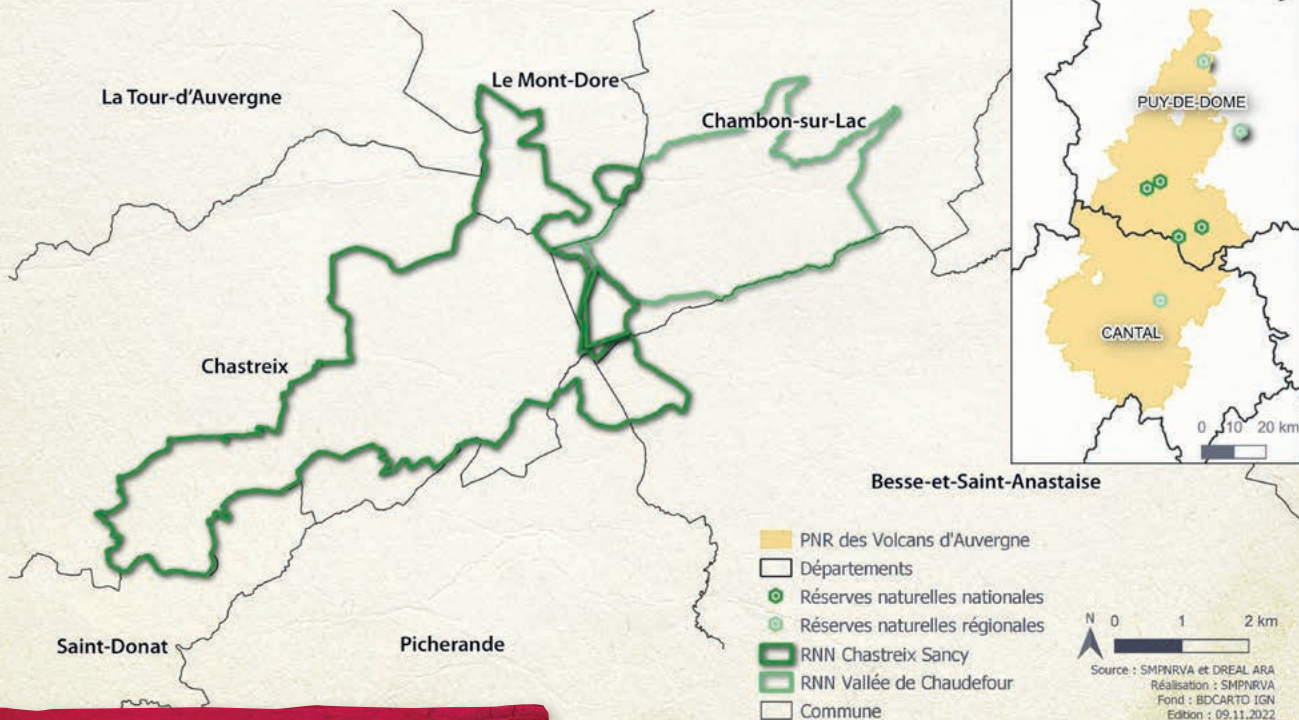 La Tour-d'Auvergne
Le Mont-Dore
Chambon-sur-Lac
PUY-DE-DOME
CANTAL
0 10 20 km
Chastreix
Besse-et-Saint-Anastaise
Saint-Donat
Picherande
PNR des Volcans d'Auvergne
Départements
Réserves naturelles nationales
Réserves naturelles régionales
RNN Chastreix Sancy
RNN Vallée de Chaudefour
Commune
N 0 1 2 km
Source : SMPNRVA et DREAL ARA
Réalisation : SMPNRVA
Fond : BDCARTO IGN
Edition : 09.11.2022